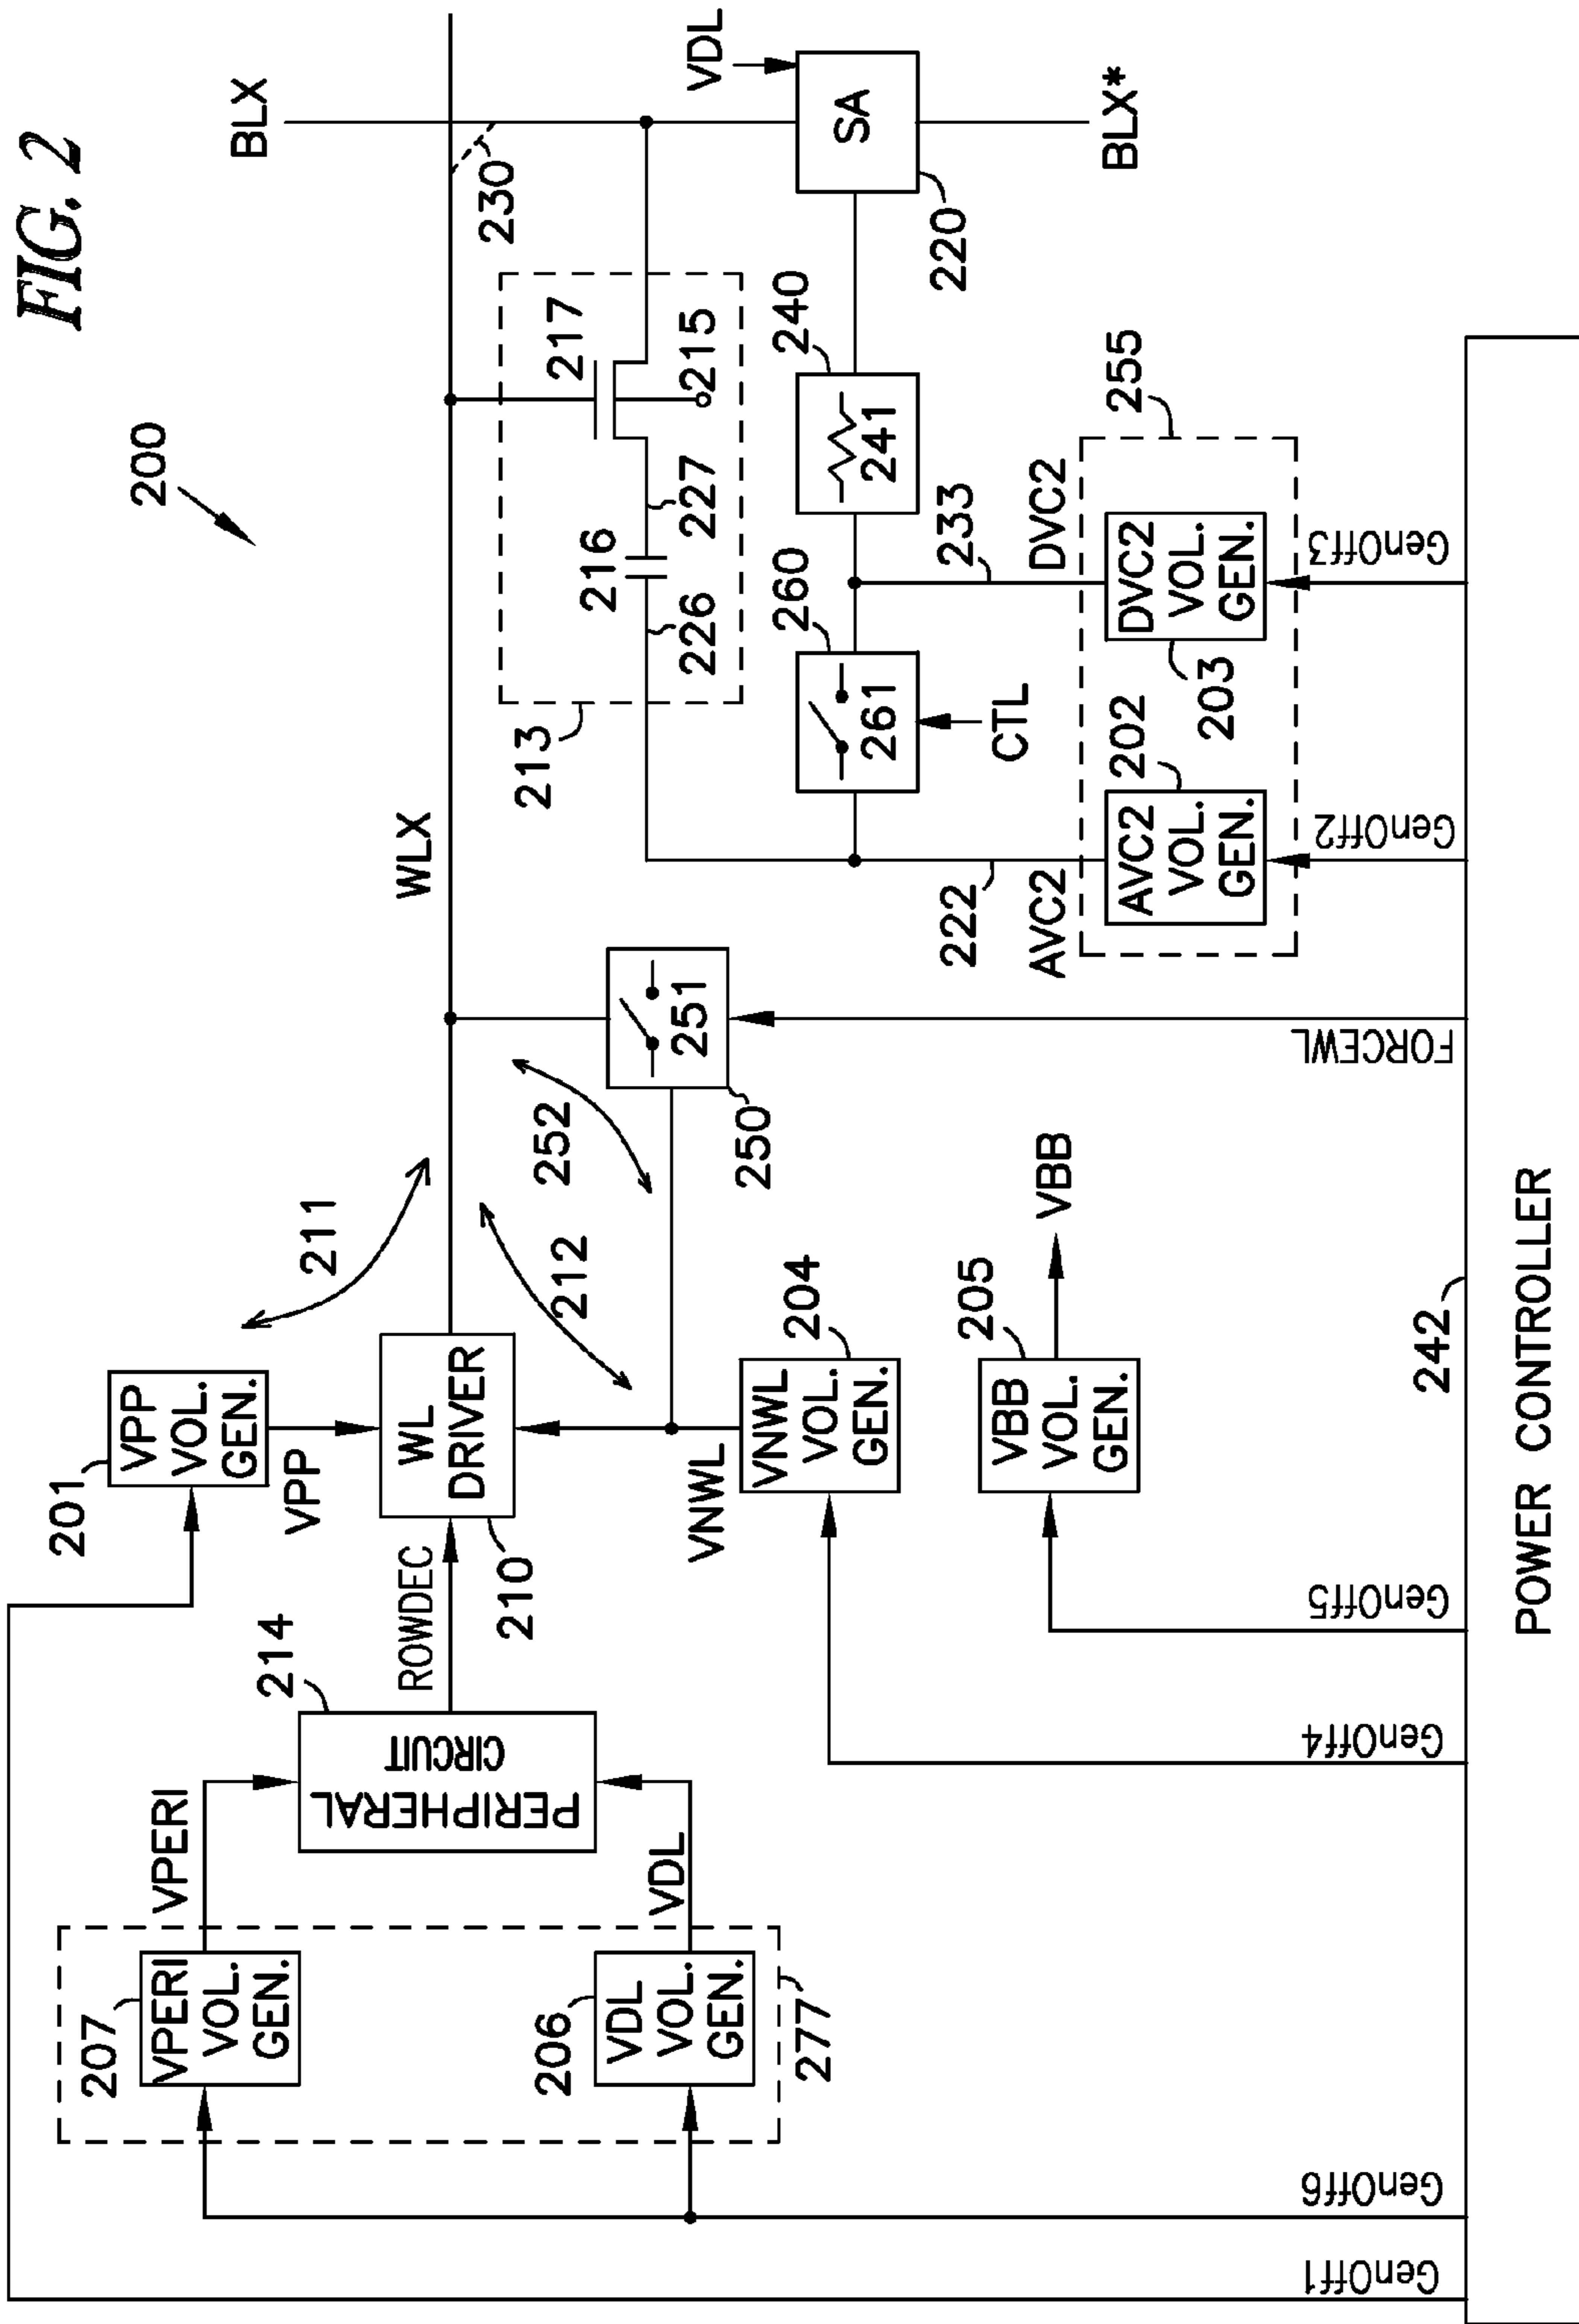 FIG. 2
200
201
VPP
VOL.
GEN.
VPP
211
207
VPERI
VOL.
GEN.
VPERI
214
PERIPHERAL
CIRCUIT
ROWDEC
WL
DRIVER
210
WLX
BLX
230
206
VDL
VOL.
GEN.
VDL
277
212
252
VNWL
VNWL
VOL.
GEN.
204
251
250
213
226
216
227
217
215
VDL
SA
220
BLX*
260
261
CTL
240
241
233
222
AVC2
DVC2
255
AVC2
VOL.
GEN.
202
DVC2
VOL.
GEN.
203
205
VBB
VOL.
GEN.
VBB
GenOff1
GenOff6
GenOff4
GenOff5
FORCEWL
GenOff2
GenOff3
242
POWER CONTROLLER